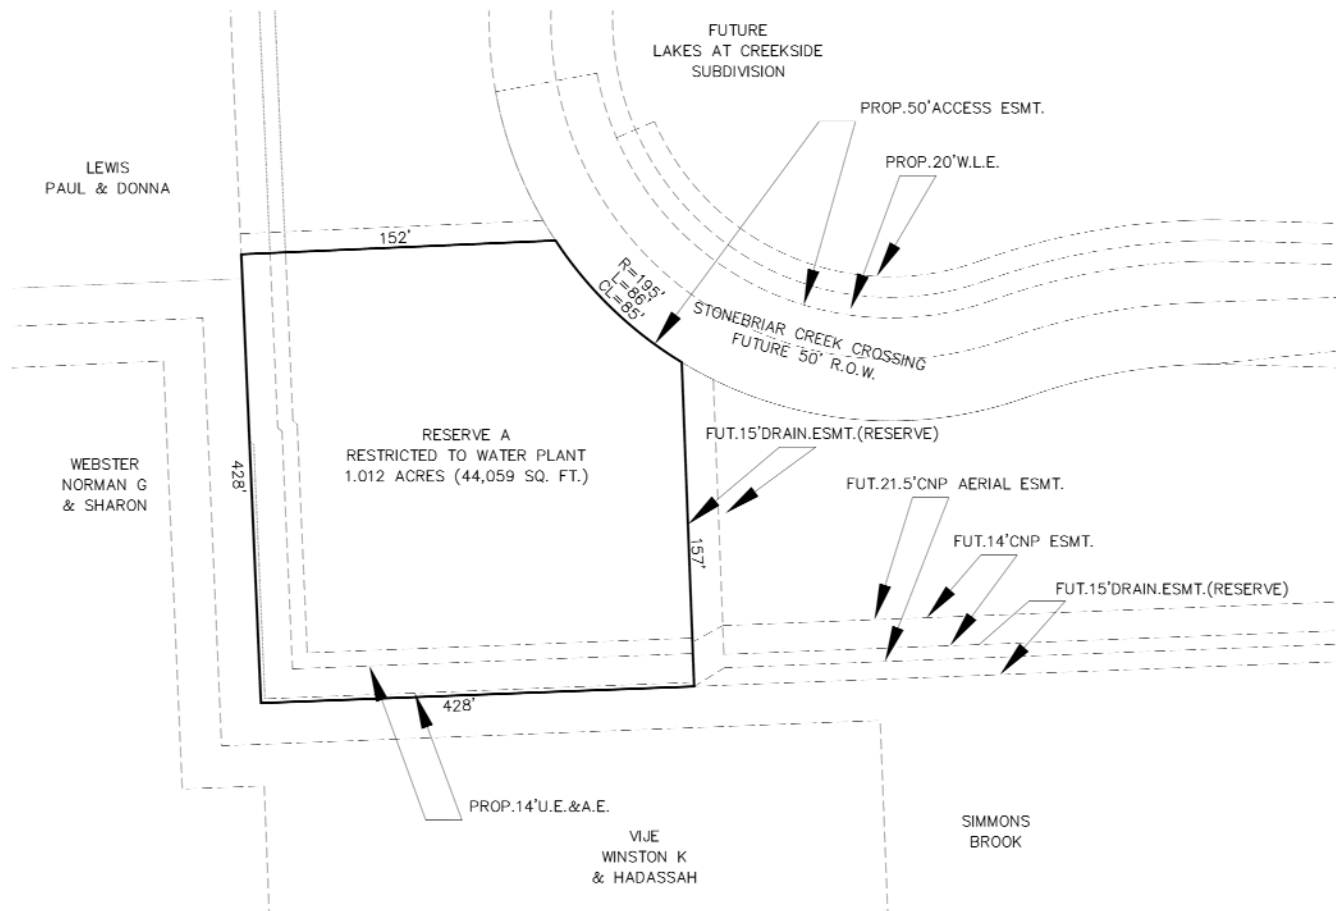 FUTURE
LAKES AT CREEKSIDE
SUBDIVISION
PROP.50'ACCESS ESMT.
PROP.20'W.L.E.
LEWIS
PAUL & DONNA
152'
R=195'
L=86'
CL=85'
STONEBRIAR CREEK CROSSING
FUTURE 50' R.O.W.
RESERVE A
RESTRICTED TO WATER PLANT
1.012 ACRES (44,059 SQ. FT.)
FUT.15'DRAIN.ESMT.(RESERVE)
WEBSTER
NORMAN G
& SHARON
428'
FUT.21.5'CNP AERIAL ESMT.
FUT.14'CNP ESMT.
157'
FUT.15'DRAIN.ESMT.(RESERVE)
428'
PROP.14'U.E.&A.E.
VIJE
WINSTON K
& HADASSAH
SIMMONS
BROOK